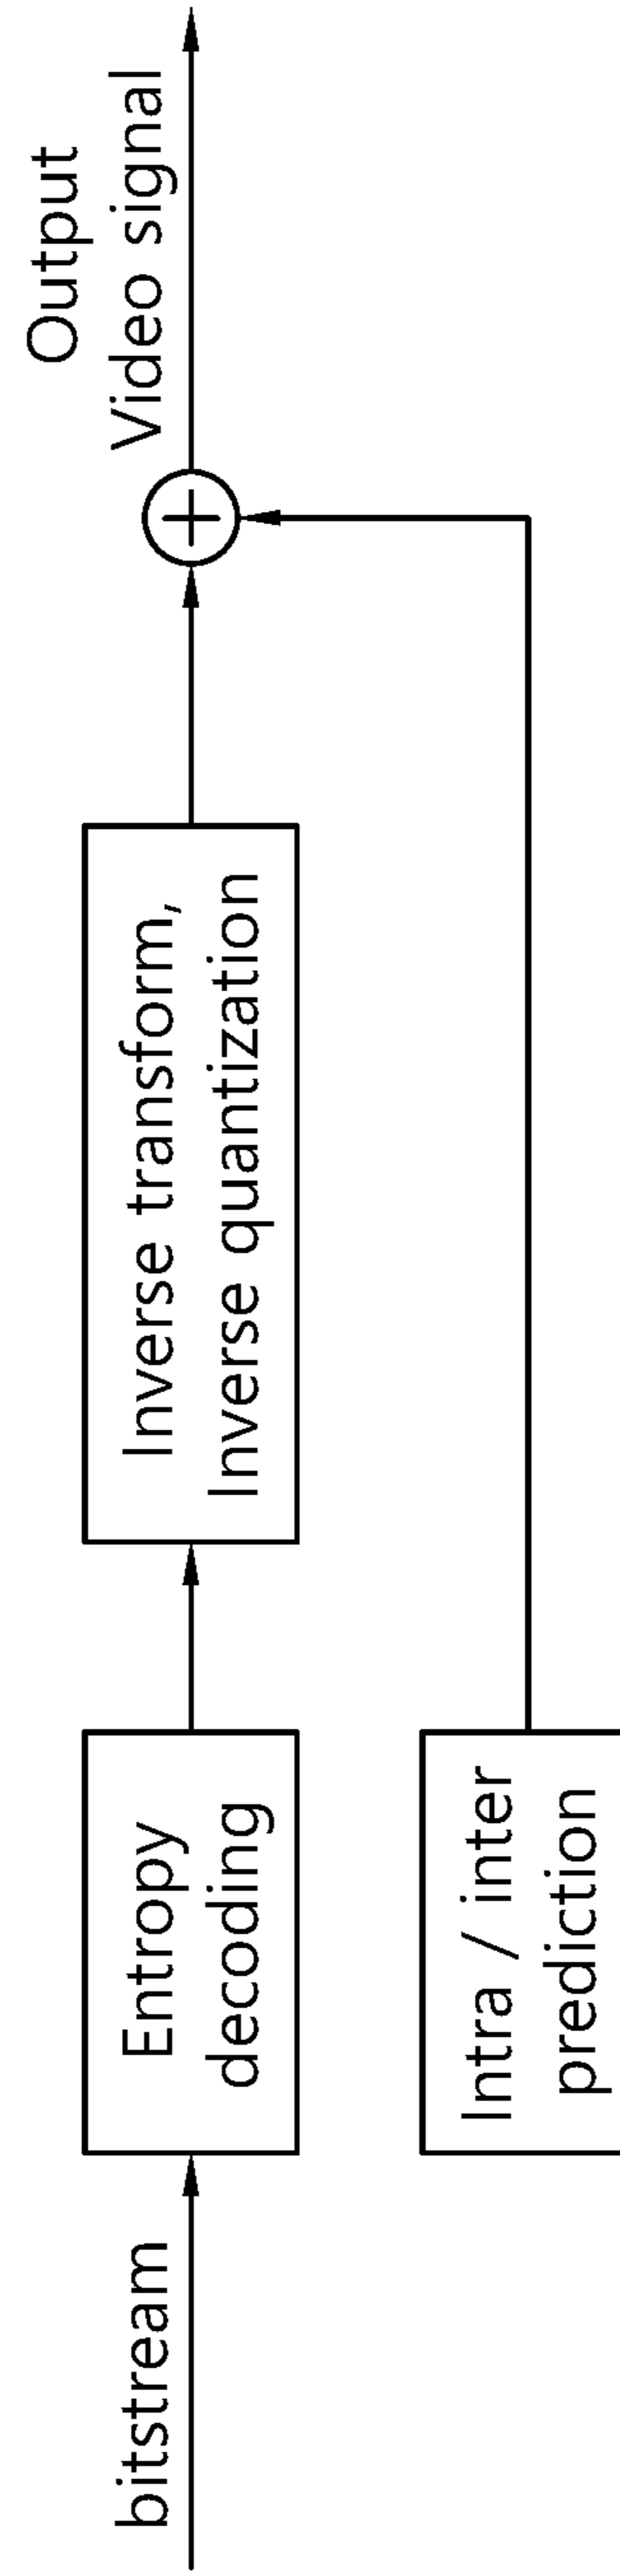 bitstream
Entropy
decoding
Inverse transform,
Inverse quantization
Output
Video signal
Intra / inter
prediction